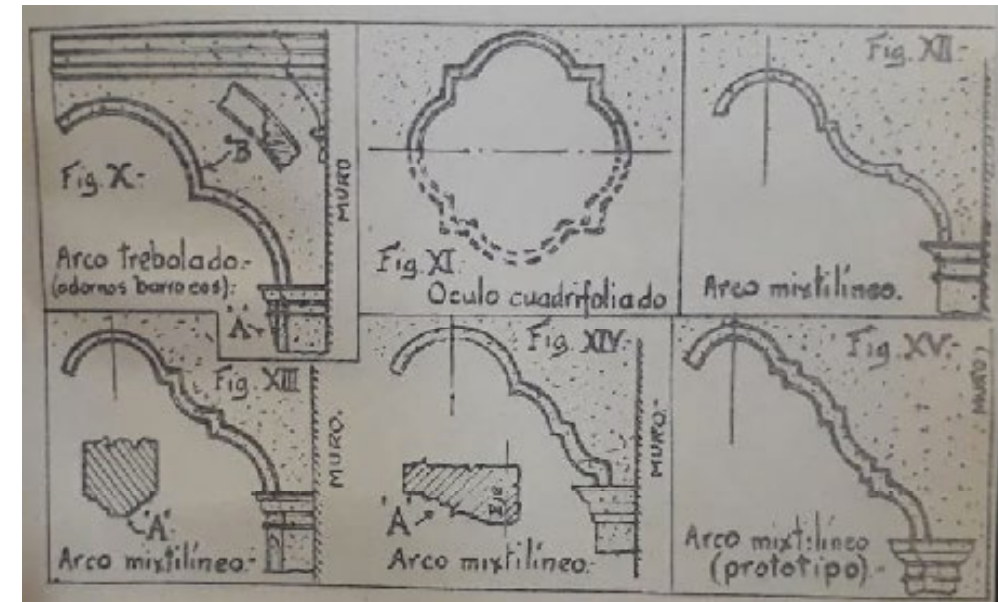 Fig. X.-
"B"
MURO
Arco trebolado.-
(adornos barrocos).-
"A"
Fig. XI.-
Oculo cuadrifoliado
Fig. XII.-
Arco mixtilíneo.
Fig. XIII
MURO.
"A"
Arco mixtilíneo.-
Fig. XIV.-
MURO.-
"A"
Eje
Arco mixtilíneo.-
Fig. XV.-
MURO
Arco mixtilíneo
(prototipo).-